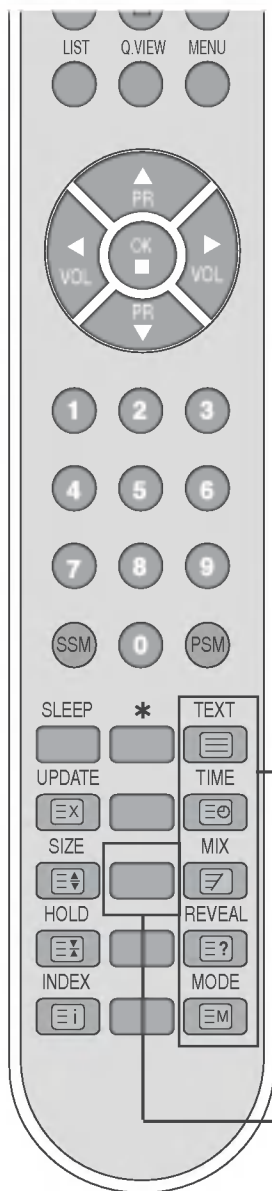 LIST Q.VIEW MENU
PR
OK
VOL VOL
PR
1 2 3
4 5 6
7 8 9
SSM 0 PSM
SLEEP * TEXT
UPDATE TIME
X
SIZE MIX
HOLD REVEAL
?
INDEX MODE
i M